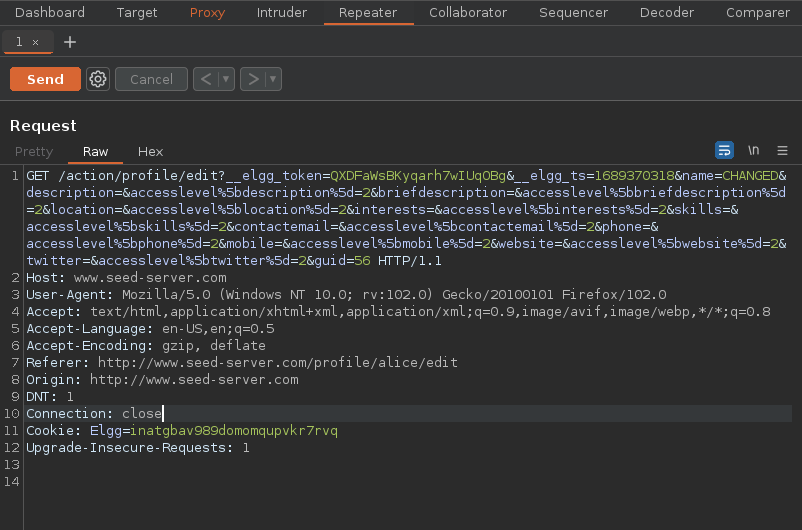 Dashboard Target Proxy Intruder Repeater Collaborator Sequencer Decoder Comparer
1 × +
Send Cancel < ▾ > ▾
Request
Pretty Raw Hex \n
1 GET /action/profile/edit?__elgg_token=QXDFaWsBKyqarh7wIUqOBg&__elgg_ts=1689370318&name=CHANGED&
description=&accesslevel%5bdescription%5d=2&briefdescription=&accesslevel%5bbriefdescription%5d
=2&location=&accesslevel%5blocation%5d=2&interests=&accesslevel%5binterests%5d=2&skills=&
accesslevel%5bskills%5d=2&contactemail=&accesslevel%5bcontactemail%5d=2&phone=&
accesslevel%5bphone%5d=2&mobile=&accesslevel%5bmobile%5d=2&website=&accesslevel%5bwebsite%5d=2&
twitter=&accesslevel%5btwitter%5d=2&guid=56 HTTP/1.1
2 Host: www.seed-server.com
3 User-Agent: Mozilla/5.0 (Windows NT 10.0; rv:102.0) Gecko/20100101 Firefox/102.0
4 Accept: text/html,application/xhtml+xml,application/xml;q=0.9,image/avif,image/webp,*/*;q=0.8
5 Accept-Language: en-US,en;q=0.5
6 Accept-Encoding: gzip, deflate
7 Referer: http://www.seed-server.com/profile/alice/edit
8 Origin: http://www.seed-server.com
9 DNT: 1
10 Connection: close
11 Cookie: Elgg=inatgbav989domomqupvkr7rvq
12 Upgrade-Insecure-Requests: 1
13
14